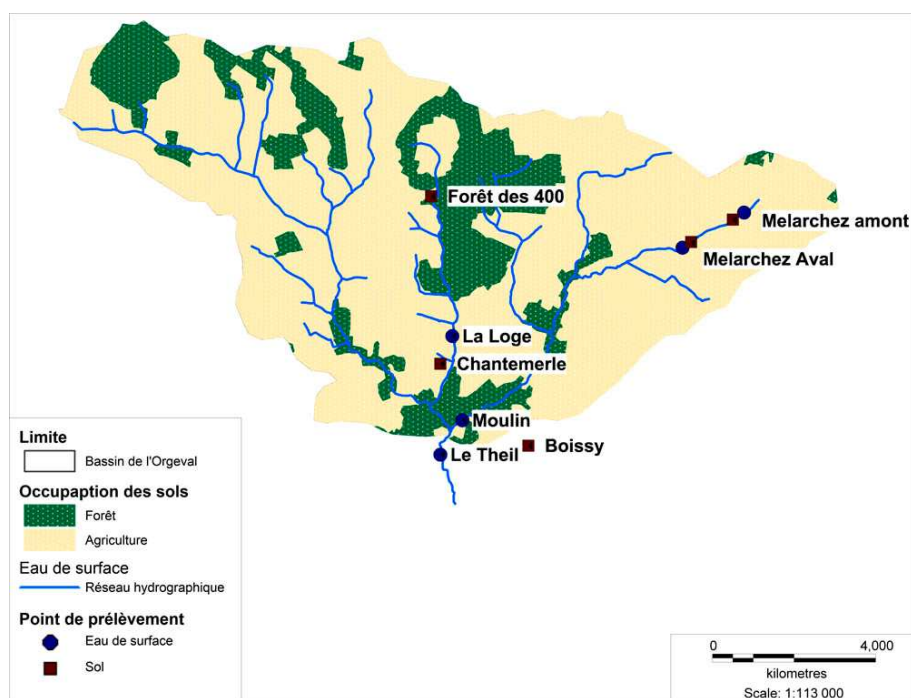 Forêt des 400
Melarchez amont
Melarchez Aval
La Loge
Chantemerle
Moulin
Boissy
Le Theil
Limite
Bassin de l'Orgeval
Occupaption des sols
Forêt
Agriculture
Eau de surface
Réseau hydrographique
Point de prélèvement
Eau de surface
Sol
0 4,000
kilometres
Scale: 1:113 000